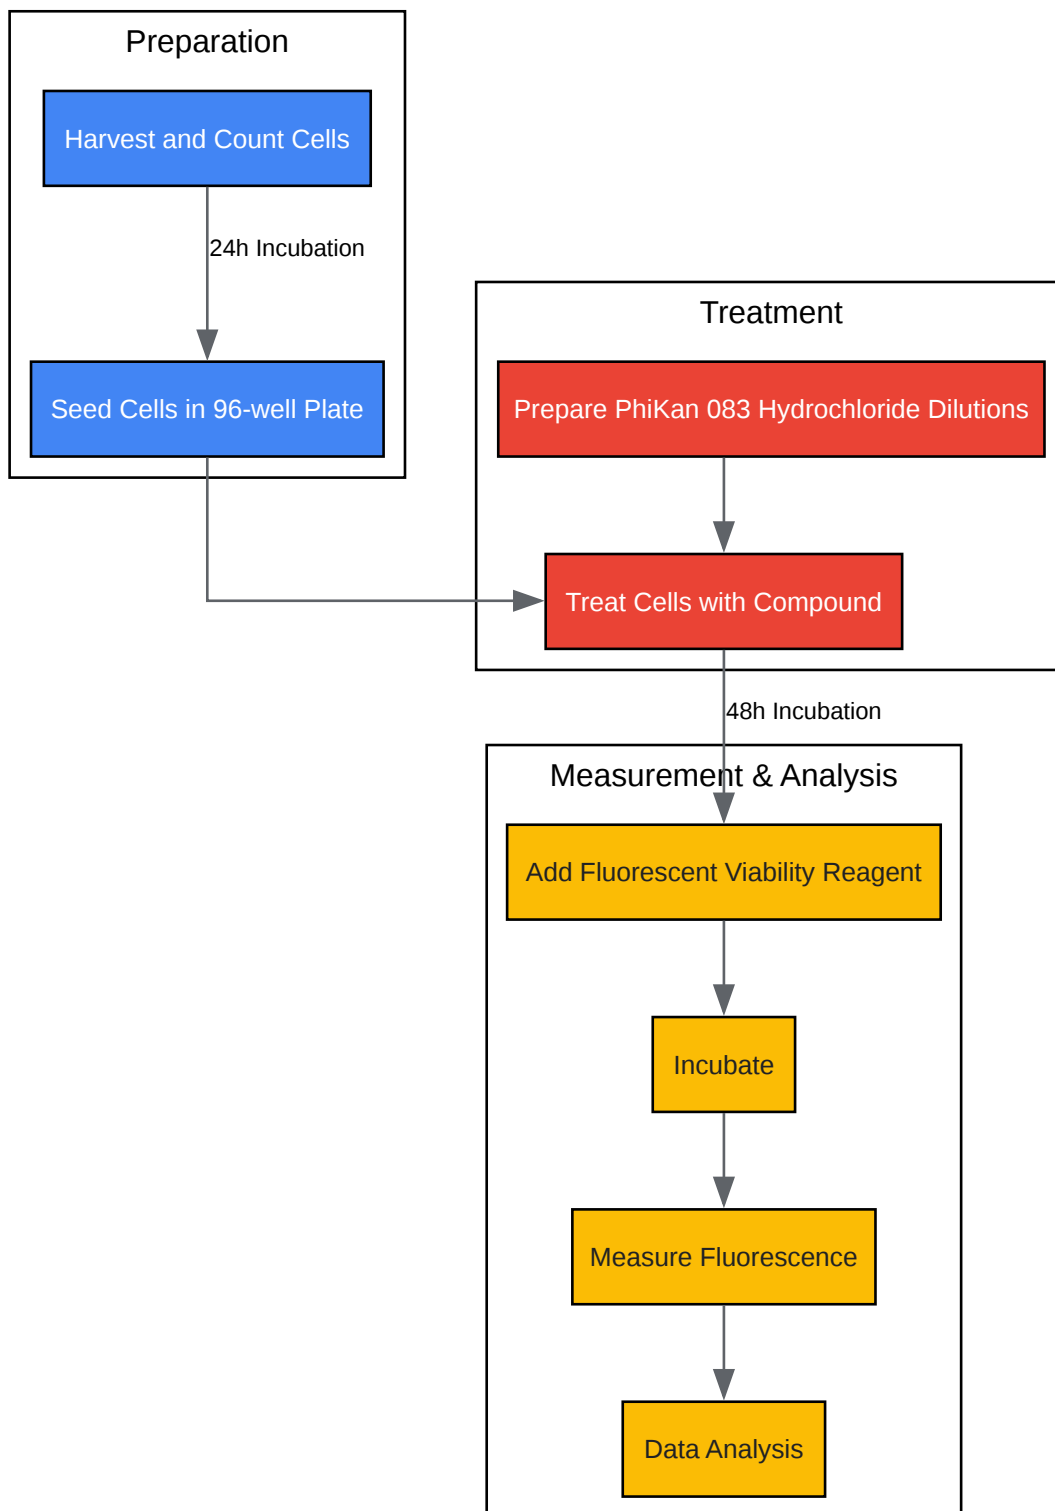 Preparation
Harvest and Count Cells
24h Incubation
Seed Cells in 96-well Plate
Treatment
Prepare PhiKan 083 Hydrochloride Dilutions
Treat Cells with Compound
48h Incubation
Measurement & Analysis
Add Fluorescent Viability Reagent
Incubate
Measure Fluorescence
Data Analysis